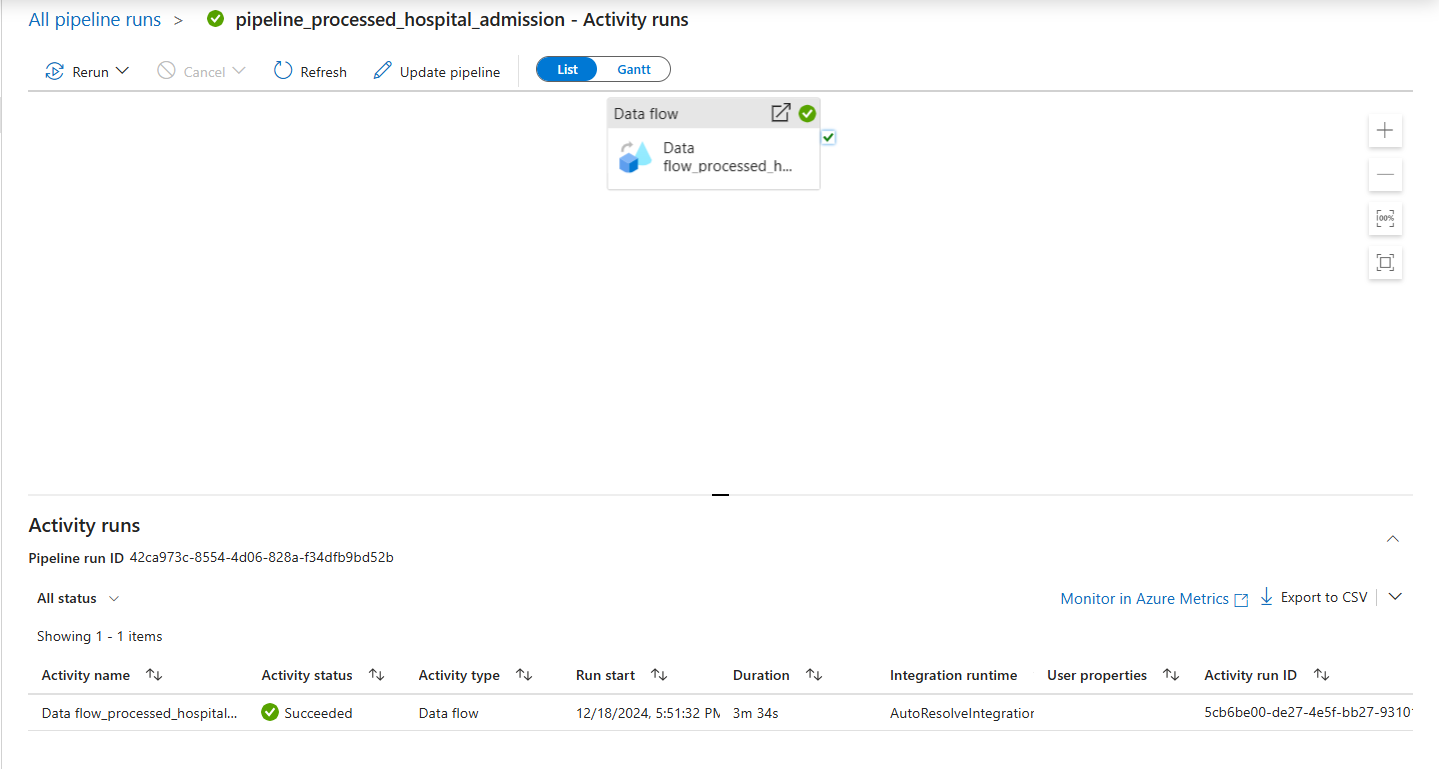 All pipeline runs > pipeline_processed_hospital_admission - Activity runs
Rerun Cancel Refresh Update pipeline List Gantt
Data flow
Data
flow_processed_h...
100%
Activity runs
Pipeline run ID 42ca973c-8554-4d06-828a-f34dfb9bd52b
All status
Monitor in Azure Metrics Export to CSV
Showing 1 - 1 items
Activity name Activity status Activity type Run start Duration Integration runtime User properties Activity run ID
Data flow_processed_hospital... Succeeded Data flow 12/18/2024, 5:51:32 PM 3m 34s AutoResolveIntegration 5cb6be00-de27-4e5f-bb27-9310